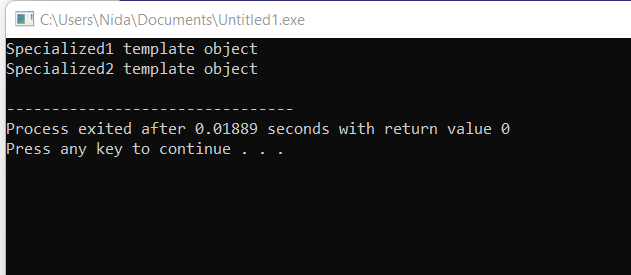 C:\Users\Nida\Documents\Untitled1.exe
Specialized1 template object
Specialized2 template object
--------------------------------
Process exited after 0.01889 seconds with return value 0
Press any key to continue . . .